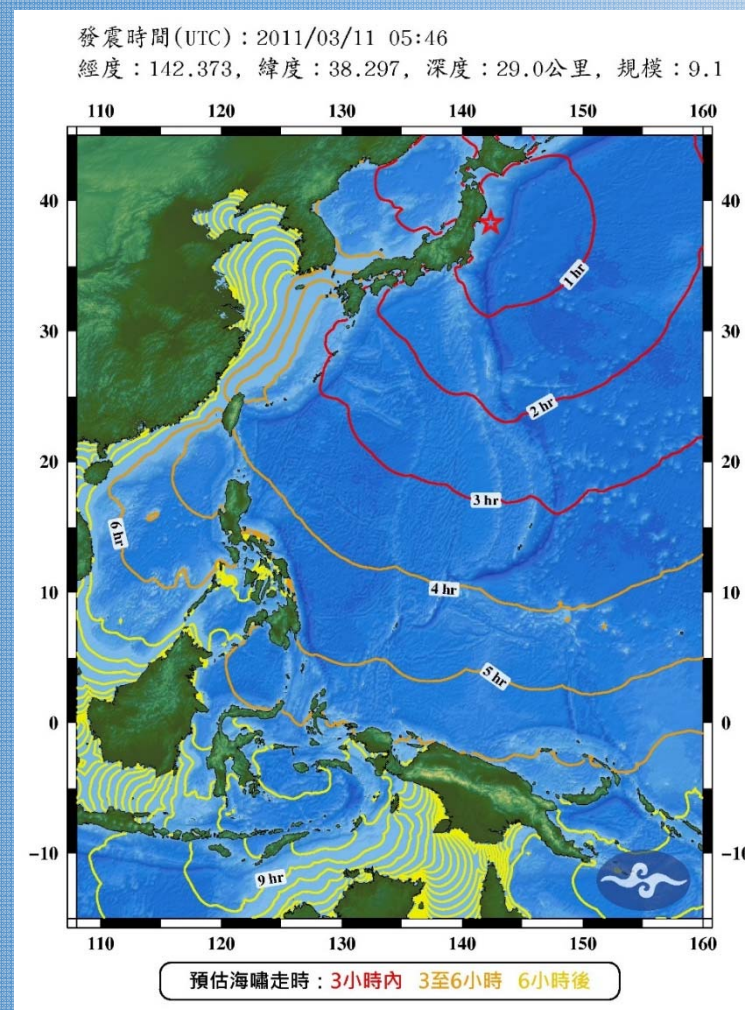 發震時間(UTC)：2011/03/11 05:46
經度：142.373, 緯度：38.297, 深度：29.0公里, 規模：9.1
110 120 130 140 150 160
40 40
1 hr
30 30
2 hr
20 20
3 hr
6 hr
4 hr
10 10
5 hr
0 0
-10 -10
9 hr
110 120 130 140 150 160
預估海嘯走時：3小時內 3至6小時 6小時後